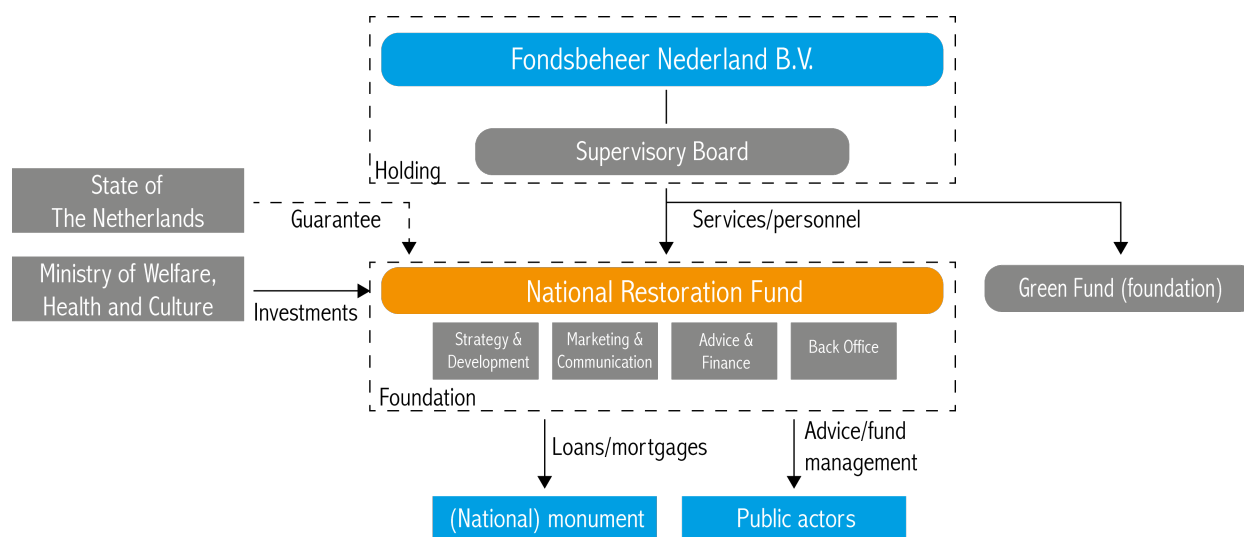 Fondsbeheer Nederland B.V.
Supervisory Board
Holding
State of
The Netherlands
Guarantee
Services/personnel
Ministry of Welfare,
Health and Culture
Investments
National Restoration Fund
Green Fund (foundation)
Strategy &
Development
Marketing &
Communication
Advice &
Finance
Back Office
Foundation
Loans/mortgages
Advice/fund
management
(National) monument
Public actors